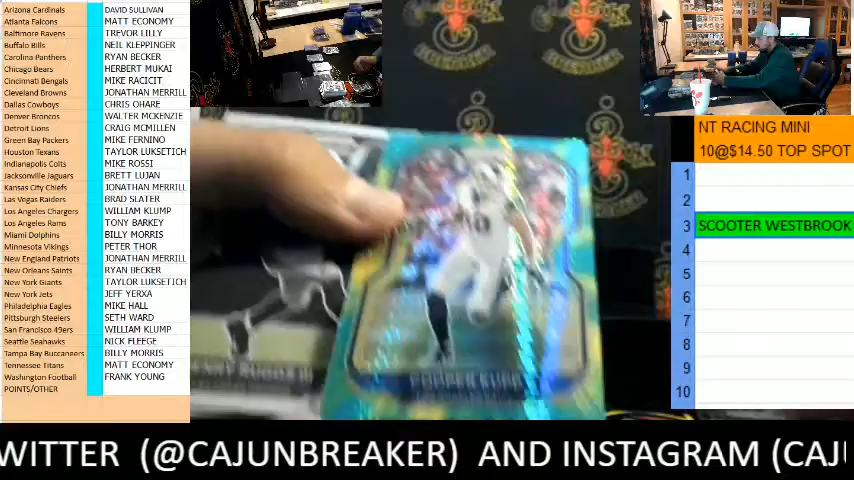 Arizona Cardinals DAVID SULLIVAN
Atlanta Falcons MATT ECONOMY
Baltimore Ravens TREVOR LILLY
Buffalo Bills NEIL KLEPPINGER
Carolina Panthers RYAN BECKER
Chicago Bears HERBERT MUKAI
Cincinnati Bengals MIKE RACICIT
Cleveland Browns JONATHAN MERRILL
Dallas Cowboys CHRIS OHARE
Denver Broncos WALTER MCKENZIE
Detroit Lions CRAIG MCMILLEN
Green Bay Packers MIKE FERNINO
Houston Texans TAYLOR LUKSETICH
Indianapolis Colts MIKE ROSSI
Jacksonville Jaguars BRETT LUJAN
Kansas City Chiefs JONATHAN MERRILL
Las Vegas Raiders BRAD SLATER
Los Angeles Chargers WILLIAM KLUMP
Los Angeles Rams TONY BARKEY
Miami Dolphins BILLY MORRIS
Minnesota Vikings PETER THOR
New England Patriots JONATHAN MERRILL
New Orleans Saints RYAN BECKER
New York Giants TAYLOR LUKSETICH
New York Jets JEFF YERXA
Philadelphia Eagles MIKE HALL
Pittsburgh Steelers SETH WARD
San Francisco 49ers WILLIAM KLUMP
Seattle Seahawks NICK FLEEGE
Tampa Bay Buccaneers BILLY MORRIS
Tennessee Titans MATT ECONOMY
Washington Football FRANK YOUNG
POINTS/OTHER
COOPER KUPP
NT RACING MINI
10@$14.50 TOP SPOT
1
2
3 SCOOTER WESTBROOK
4
5
6
7
8
9
10
WITTER (@CAJUNBREAKER) AND INSTAGRAM (CAJU